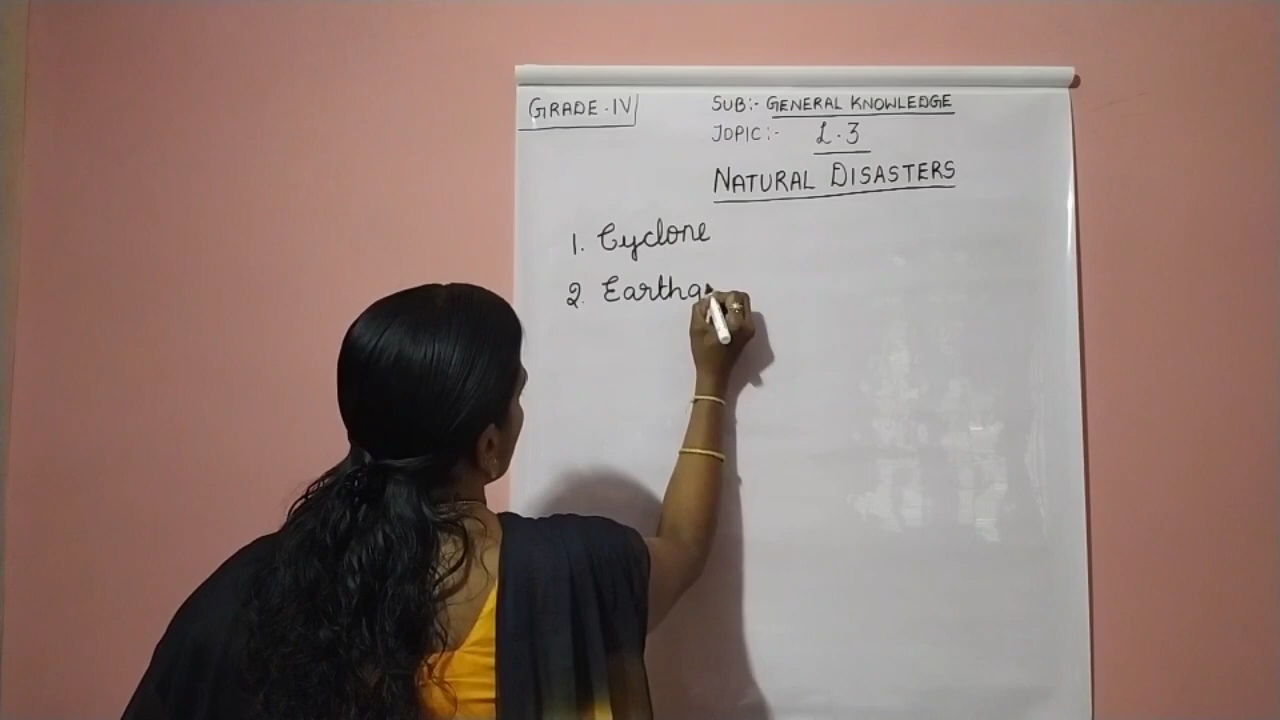 GRADE-IV
SUB:- GENERAL KNOWLEDGE
TOPIC:- L.3
NATURAL DISASTERS
1. Cyclone
2. Earthq